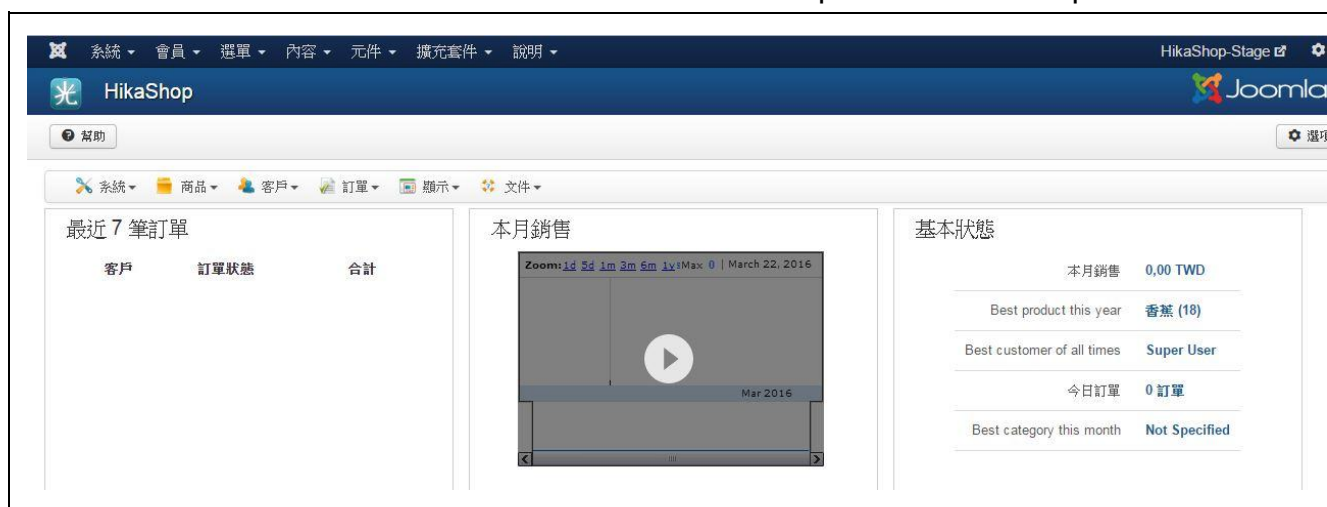 系統 會員 選單 內容 元件 擴充套件 說明 HikaShop-Stage
HikaShop Joomla
幫助 選項
系統 商品 客戶 訂單 顯示 文件
最近 7 筆訂單
客戶 訂單狀態 合計
本月銷售
Zoom: 1d 5d 1m 3m 6m 1y Max 0 | March 22, 2016
Mar 2016
基本狀態
本月銷售 0,00 TWD
Best product this year 香蕉 (18)
Best customer of all times Super User
今日訂單 0 訂單
Best category this month Not Specified